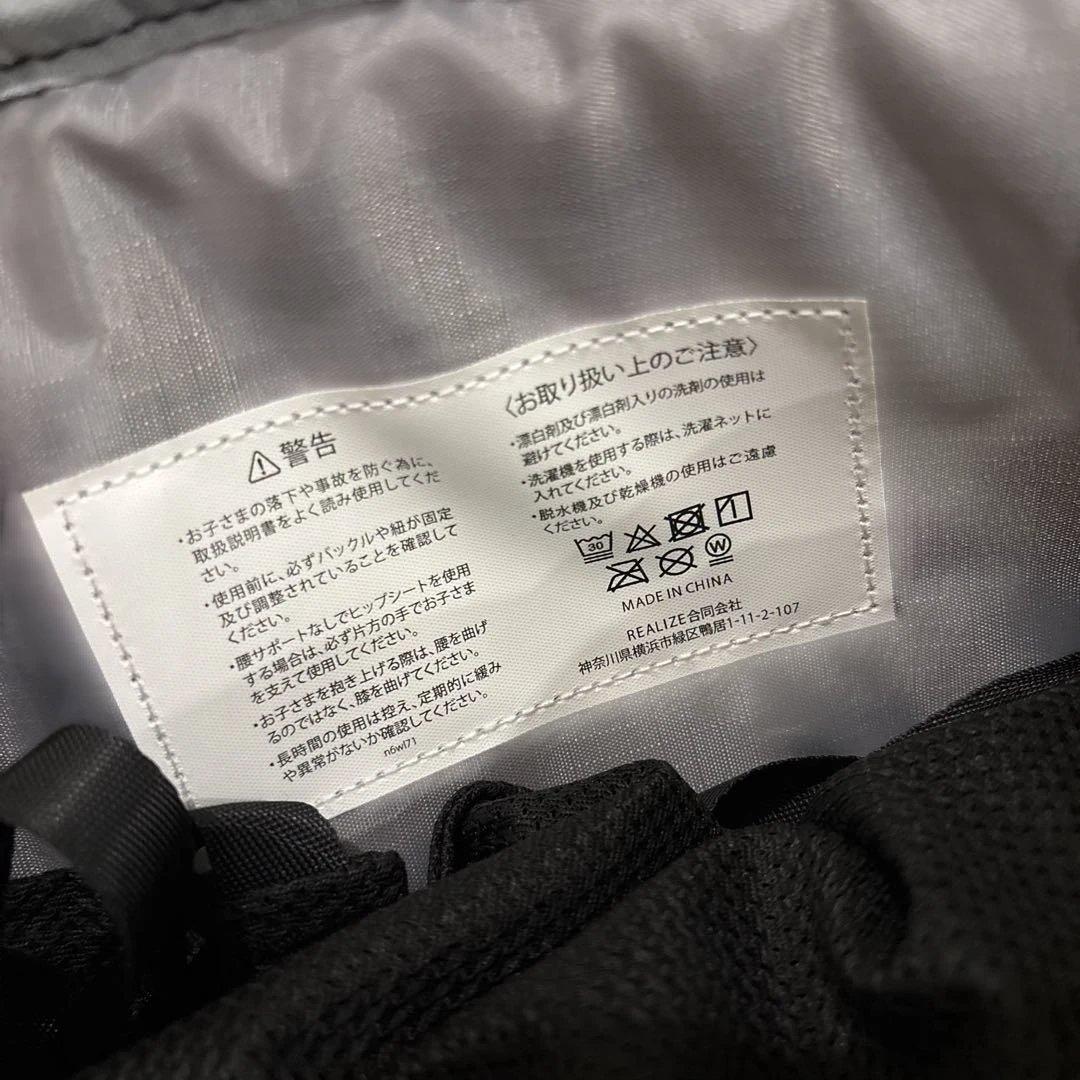 警告
・お子さまの落下や事故を防ぐ為に、
取扱説明書をよく読み使用してくだ
さい。
・使用前に、必ずバックルや紐が固定
及び調整されていることを確認して
ください。
・腰サポートなしでヒップシートを使用
する場合は、必ず片方の手でお子さま
を支えて使用してください。
・お子さまを抱き上げる際は、腰を曲げ
るのではなく、膝を曲げてください。
・長時間の使用は控え、定期的に緩み
や異常がないか確認してください。
n6wl71
〈お取り扱い上のご注意〉
・漂白剤及び漂白剤入りの洗剤の使用は
避けてください。
・洗濯機を使用する際は、洗濯ネットに
入れてください。
・脱水機及び乾燥機の使用はご遠慮
ください。
30
W
MADE IN CHINA
REALIZE合同会社
神奈川県横浜市緑区鴨居1-11-2-107